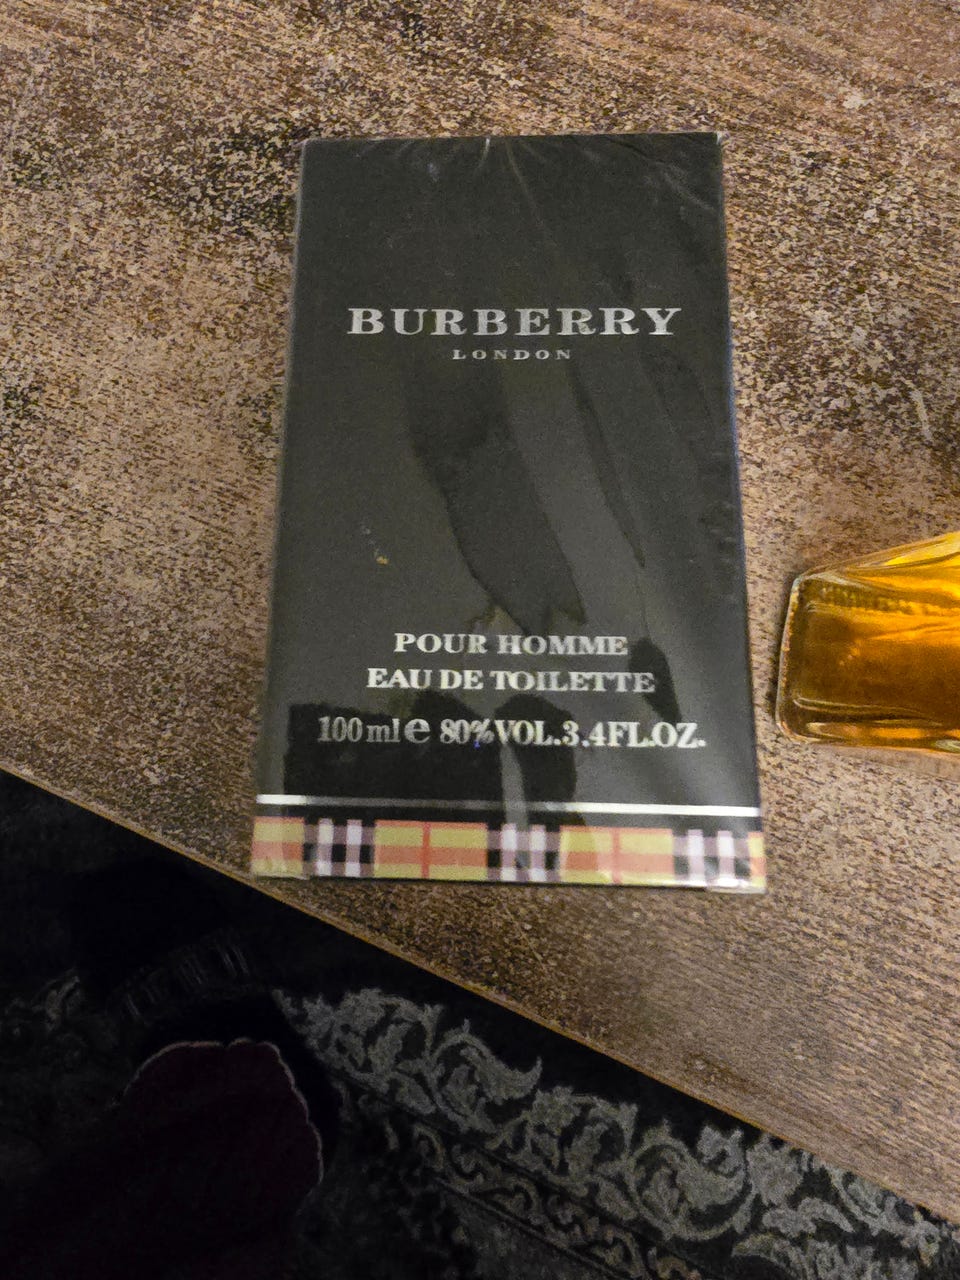 BURBERRY
LONDON
POUR HOMME
EAU DE TOILETTE
100 ml e 80%VOL.3.4FL.OZ.